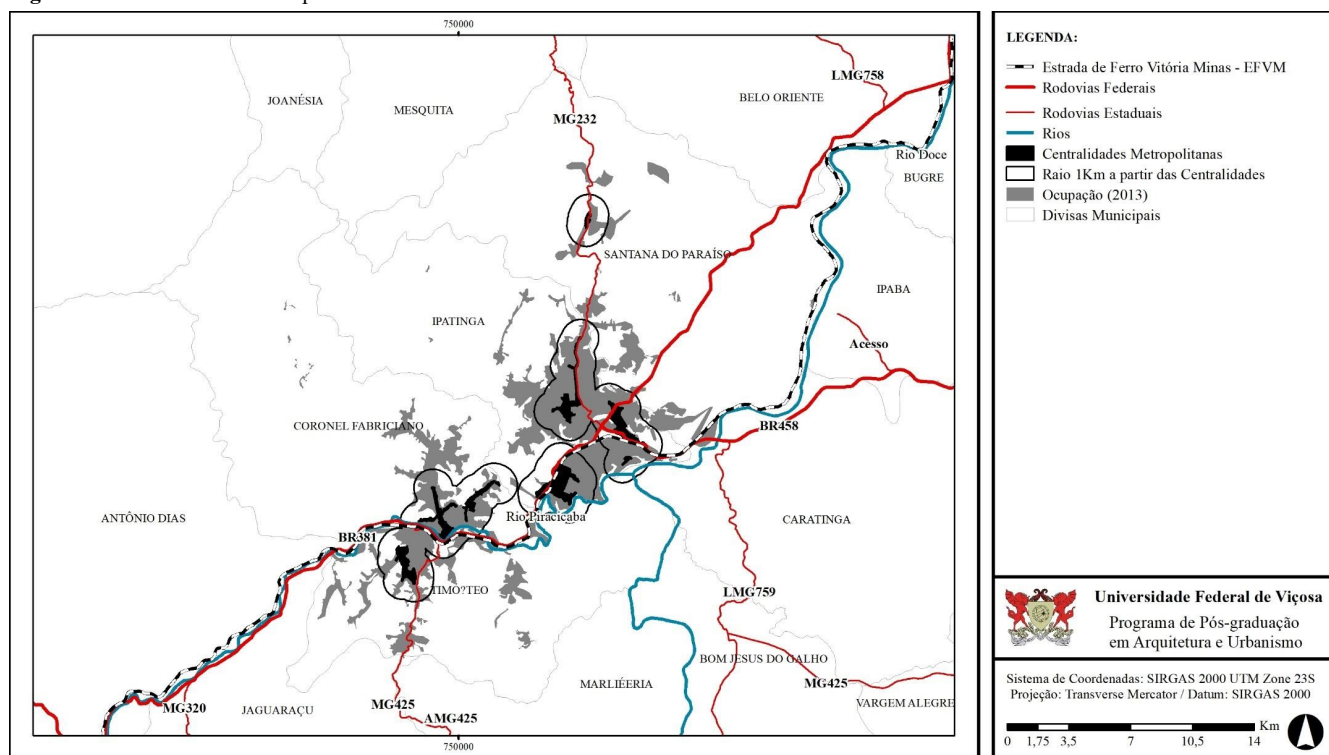 750000
JOANÉSIA
MESQUITA
BELO ORIENTE
LMG758
MG232
Rio Doce
BUGRE
SANTANA DO PARAÍSO
IPABA
IPATINGA
Acesso
CORONEL FABRICIANO
BR458
ANTÔNIO DIAS
Rio Piracicaba
CARATINGA
BR381
TIMO?TEO
LMG759
BOM JESUS DO GALHO
MARLIÉERIA
MG425
MG320
JAGUARAÇU
MG425
AMG425
VARGEM ALEGRE
750000
LEGENDA:
Estrada de Ferro Vitória Minas - EFVM
Rodovias Federais
Rodovias Estaduais
Rios
Centralidades Metropolitanas
Raio 1Km a partir das Centralidades
Ocupação (2013)
Divisas Municipais
Universidade Federal de Viçosa
Programa de Pós-graduação
em Arquitetura e Urbanismo
Sistema de Coordenadas: SIRGAS 2000 UTM Zone 23S
Projeção: Transverse Mercator / Datum: SIRGAS 2000
Km
0 1,75 3,5 7 10,5 14